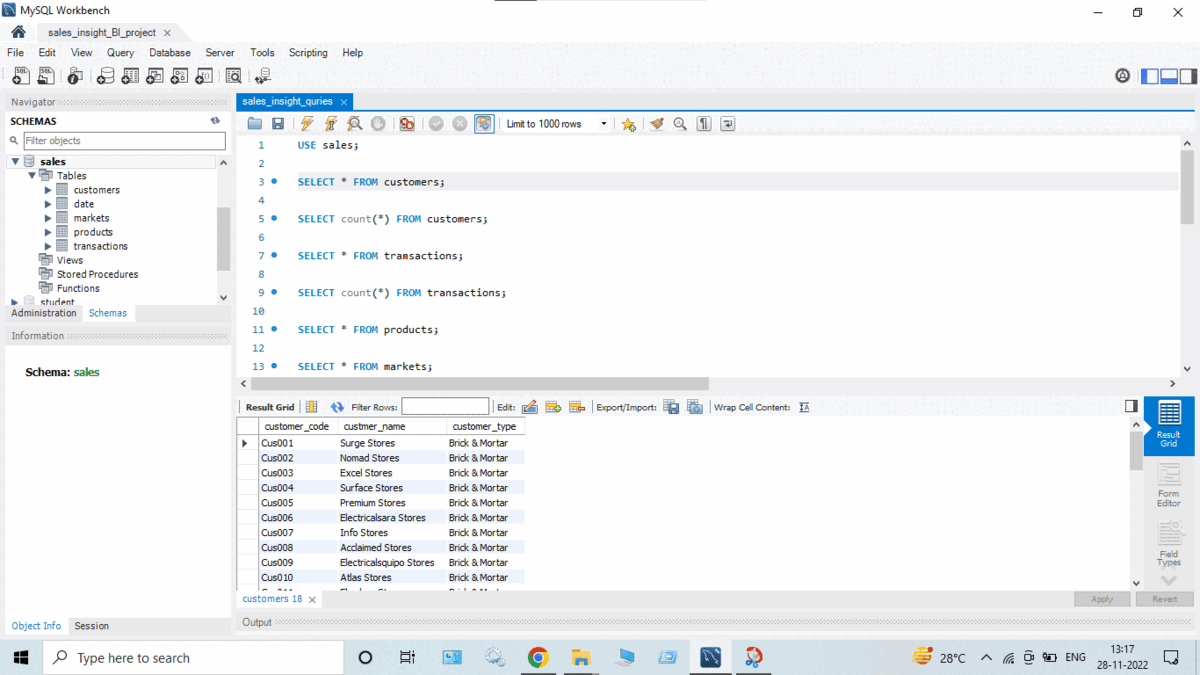 MySQL Workbench
sales_insight_BI_project
File Edit View Query Database Server Tools Scripting Help
Navigator
SCHEMAS
Filter objects
sales
Tables
customers
date
markets
products
transactions
Views
Stored Procedures
Functions
student
Administration Schemas
Information
Schema: sales
Object Info Session
sales_insight_quries
Limit to 1000 rows
1 USE sales;
2
3 SELECT * FROM customers;
4
5 SELECT count(*) FROM customers;
6
7 SELECT * FROM transactions;
8
9 SELECT count(*) FROM transactions;
10
11 SELECT * FROM products;
12
13 SELECT * FROM markets;
Result Grid Filter Rows: Edit: Export/Import: Wrap Cell Content:
customer_code custmer_name customer_type
Cus001 Surge Stores Brick & Mortar
Cus002 Nomad Stores Brick & Mortar
Cus003 Excel Stores Brick & Mortar
Cus004 Surface Stores Brick & Mortar
Cus005 Premium Stores Brick & Mortar
Cus006 Electricalsara Stores Brick & Mortar
Cus007 Info Stores Brick & Mortar
Cus008 Acclaimed Stores Brick & Mortar
Cus009 Electricalsquipo Stores Brick & Mortar
Cus010 Atlas Stores Brick & Mortar
Result
Grid
Form
Editor
Field
Types
customers 18
Apply Revert
Output
Type here to search
28°C
ENG
13:17
28-11-2022